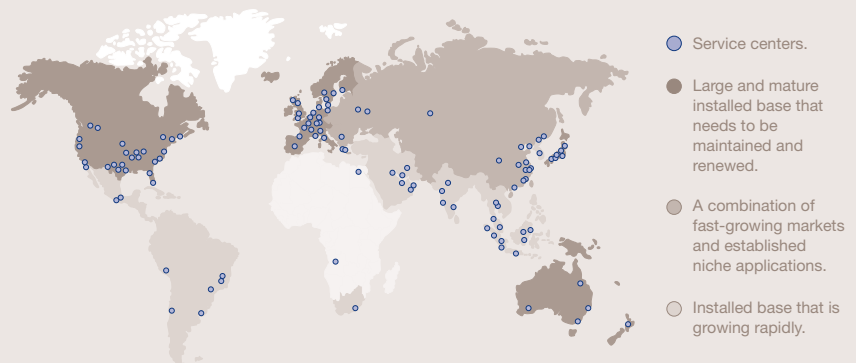 Service centers.
Large and mature
installed base that
needs to be
maintained and
renewed.
A combination of
fast-growing markets
and established
niche applications.
Installed base that is
growing rapidly.